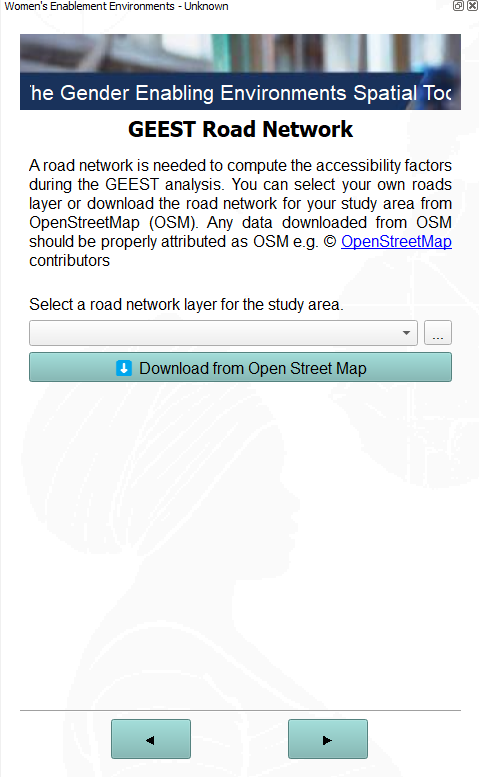 Women's Enablement Environments - Unknown
he Gender Enabling Environments Spatial Too
GEEST Road Network
A road network is needed to compute the accessibility factors
during the GEEST analysis. You can select your own roads
layer or download the road network for your study area from
OpenStreetMap (OSM). Any data downloaded from OSM
should be properly attributed as OSM e.g. © OpenStreetMap
contributors
Select a road network layer for the study area.
...
Download from Open Street Map